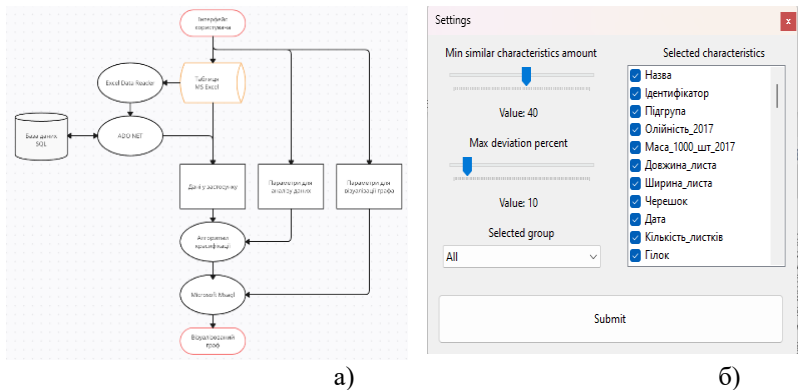 Інтерфейс
користувача
Таблиця
MS Excel
Excel Data Reader
База даних
SQL
ADO NET
Дані у застосунку
Параметри для
аналізу даних
Параметри для
візуалізації графа
Алгоритм
класифікації
Microsoft Msagl
Візуалізований
граф
а)
Settings
x
Min similar characteristics amount
Value: 40
Max deviation percent
Value: 10
Selected group
All
Selected characteristics
Назва
Ідентифікатор
Підгрупа
Олійність_2017
Маса_1000_шт_2017
Довжина_листа
Ширина_листа
Черешок
Дата
Кількість_листків
Гілок
Submit
б)